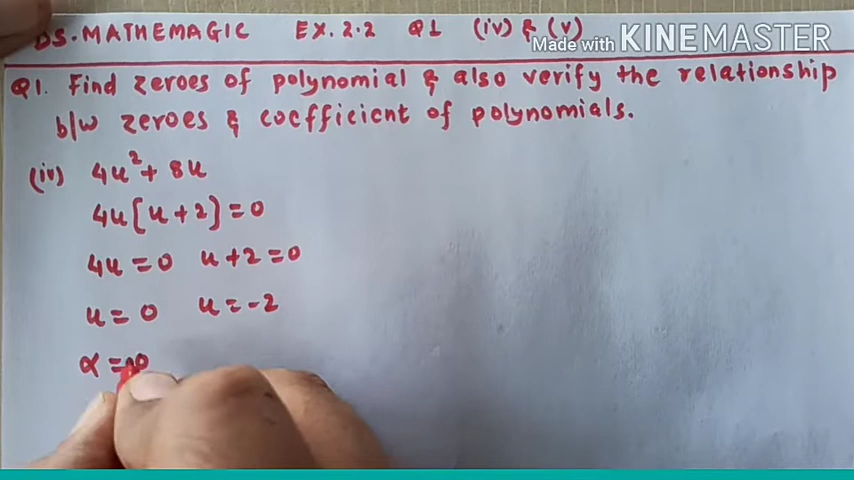 DS.MATHEMAGIC EX.2.2 Q1 (iv) & (v)
Made with KINEMASTER
Q1. Find zeroes of polynomial & also verify the relationship
b/w zeroes & coefficient of polynomials.
(iv) 4u² + 8u
4u[u+2]=0
4u=0 u+2=0
u=0 u=-2
α=